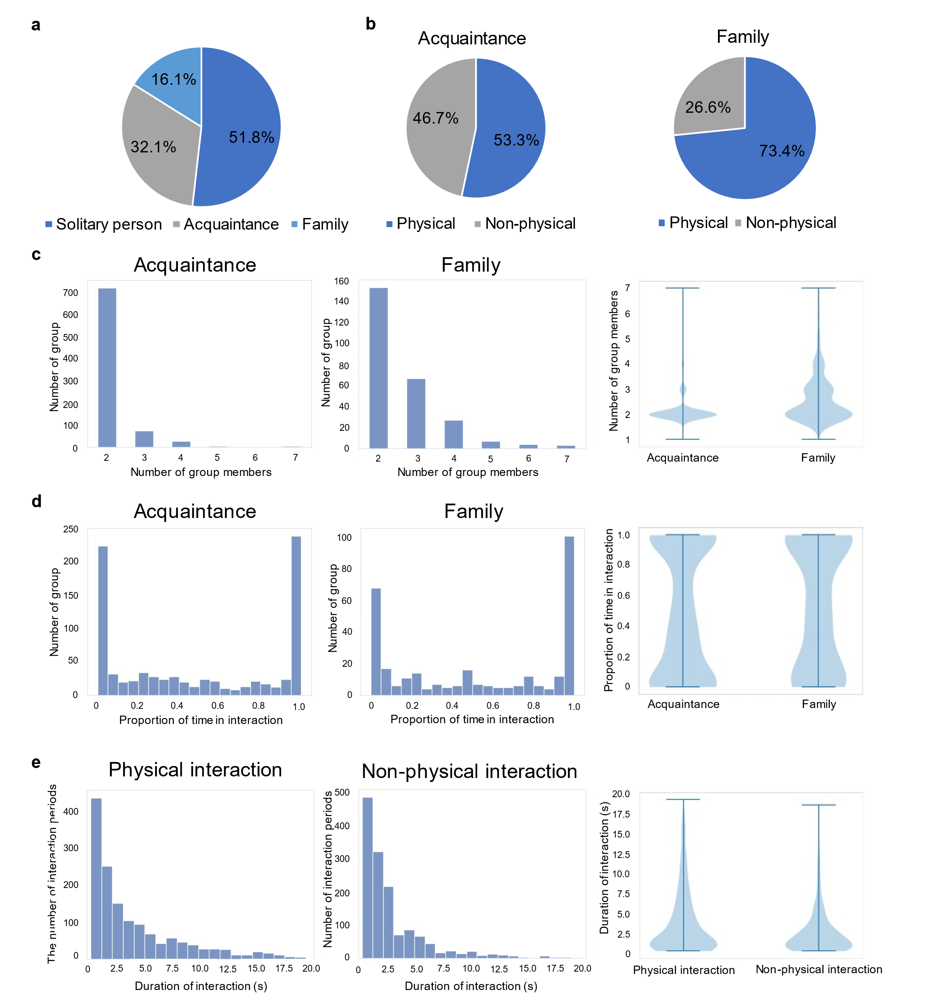 a
16.1%
51.8%
32.1%
Solitary person Acquaintance Family
b
Acquaintance Family
46.7%
53.3%
26.6%
73.4%
Physical Non-physical
Physical Non-physical
c
Acquaintance
Number of group
700
600
500
400
300
200
100
0
2 3 4 5 6 7
Number of group members
Family
Number of group
160
140
120
100
80
60
40
20
0
2 3 4 5 6 7
Number of group members
Number of group members
7
6
5
4
3
2
1
Acquaintance Family
d
Acquaintance
Number of group
250
200
150
100
50
0
0 0.2 0.4 0.6 0.8 1.0
Proportion of time in interaction
Family
Number of group
100
80
60
40
20
0
0 0.2 0.4 0.6 0.8 1.0
Proportion of time in interaction
Proportion of time in interaction
1.0
0.8
0.6
0.4
0.2
0
Acquaintance Family
e
Physical interaction
The number of interaction periods
400
300
200
100
0
0 2.5 5.0 7.5 10.0 12.5 15.0 17.5 20.0
Duration of interaction (s)
Non-physical interaction
Number of interaction periods
500
400
300
200
100
0
0 2.5 5.0 7.5 10.0 12.5 15.0 17.5 20.0
Duration of interaction (s)
Duration of interaction (s)
20.0
17.5
15.0
12.5
10.0
7.5
5.0
2.5
0
Physical interaction Non-physical interaction